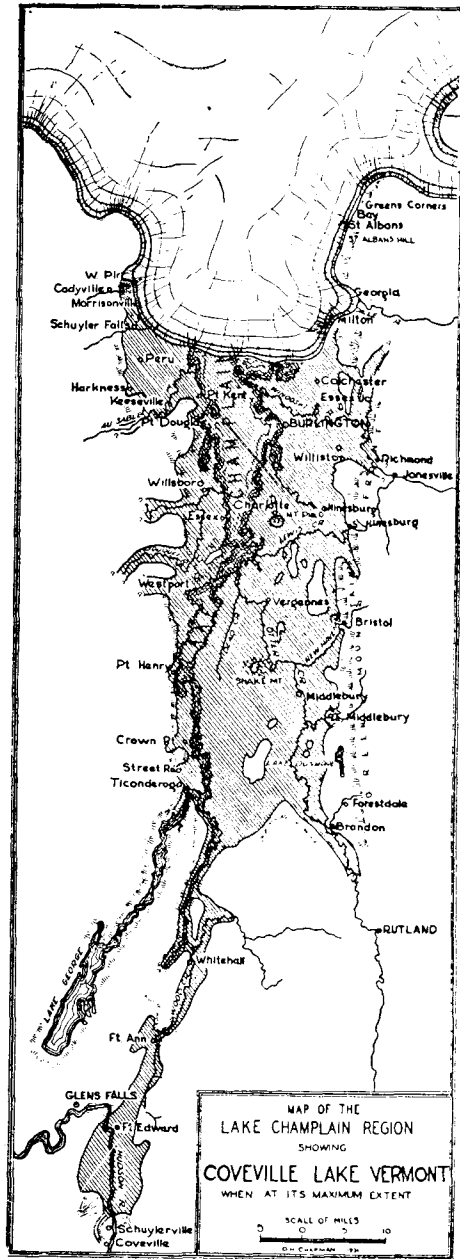 Greens Corners
Bay
St Albans
ST ALBANS HILL
Georgia
Milton
Cadyville
Morrisonville
Schuyler Falls
Peru
Harkness
Keeseville
AU SABLE
Pt Kent
Pt Douglas
CHAMPLAIN
Colchester
Essex
BURLINGTON
Williston
Richmond
Jonesville
Willsboro
Essex
Charlotte
Hinesburg
Westport
Vergennes
Bristol
NEW HAVEN
Pt Henry
SNAKE MT
Middlebury
Middlebury
Crown Pt
Street Rd
Ticonderoga
Forestdale
Brandon
RUTLAND
LAKE GEORGE
Whitehall
Ft Ann
GLENS FALLS
Ft Edward
HUDSON R
Schuylerville
Coveville
MAP OF THE
LAKE CHAMPLAIN REGION
SHOWING
COVEVILLE LAKE VERMONT
WHEN AT ITS MAXIMUM EXTENT
SCALE OF MILES
5 0 5 10